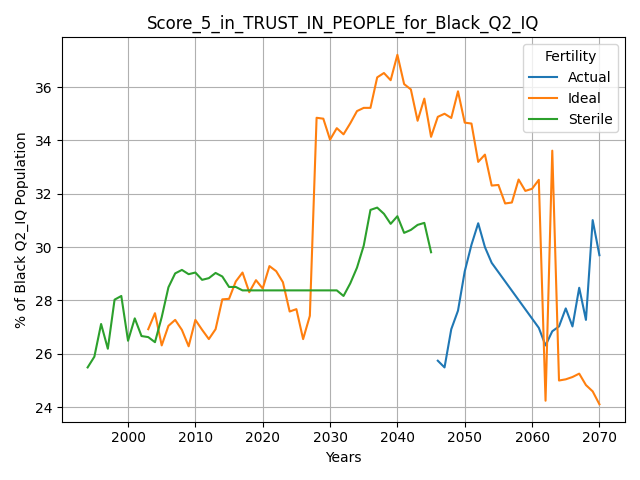 Score_5_in_TRUST_IN_PEOPLE_for_Black_Q2_IQ
Fertility
Actual
Ideal
Sterile
% of Black Q2_IQ Population
36
34
32
30
28
26
24
2000
2010
2020
2030
2040
2050
2060
2070
Years